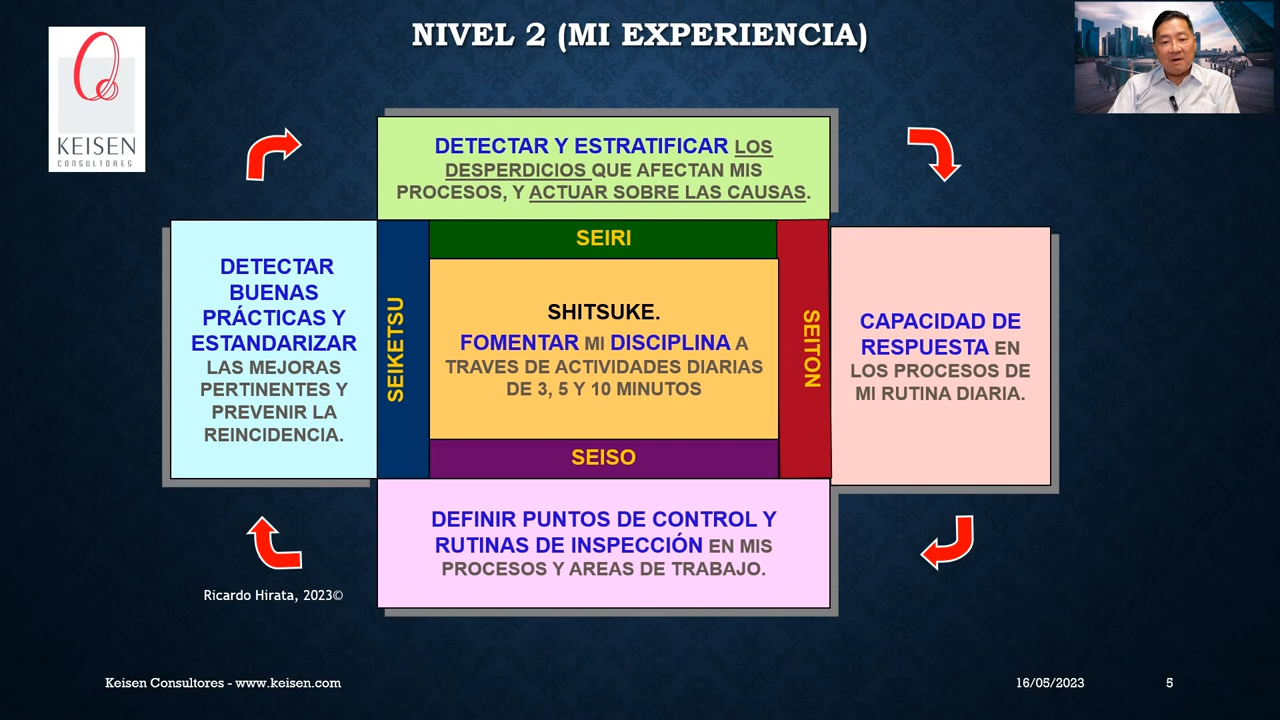 NIVEL 2 (MI EXPERIENCIA)
KEISEN
CONSULTORES
DETECTAR Y ESTRATIFICAR LOS
DESPERDICIOS QUE AFECTAN MIS
PROCESOS, Y ACTUAR SOBRE LAS CAUSAS.
SEIRI
DETECTAR
BUENAS
PRÁCTICAS Y
ESTANDARIZAR
LAS MEJORAS
PERTINENTES Y
PREVENIR LA
REINCIDENCIA.
SEIKETSU
SHITSUKE.
FOMENTAR MI DISCIPLINA A
TRAVES DE ACTIVIDADES DIARIAS
DE 3, 5 Y 10 MINUTOS
SEITON
CAPACIDAD DE
RESPUESTA EN
LOS PROCESOS DE
MI RUTINA DIARIA.
SEISO
DEFINIR PUNTOS DE CONTROL Y
RUTINAS DE INSPECCIÓN EN MIS
PROCESOS Y AREAS DE TRABAJO.
Ricardo Hirata, 2023©
Keisen Consultores - www.keisen.com
16/05/2023
5